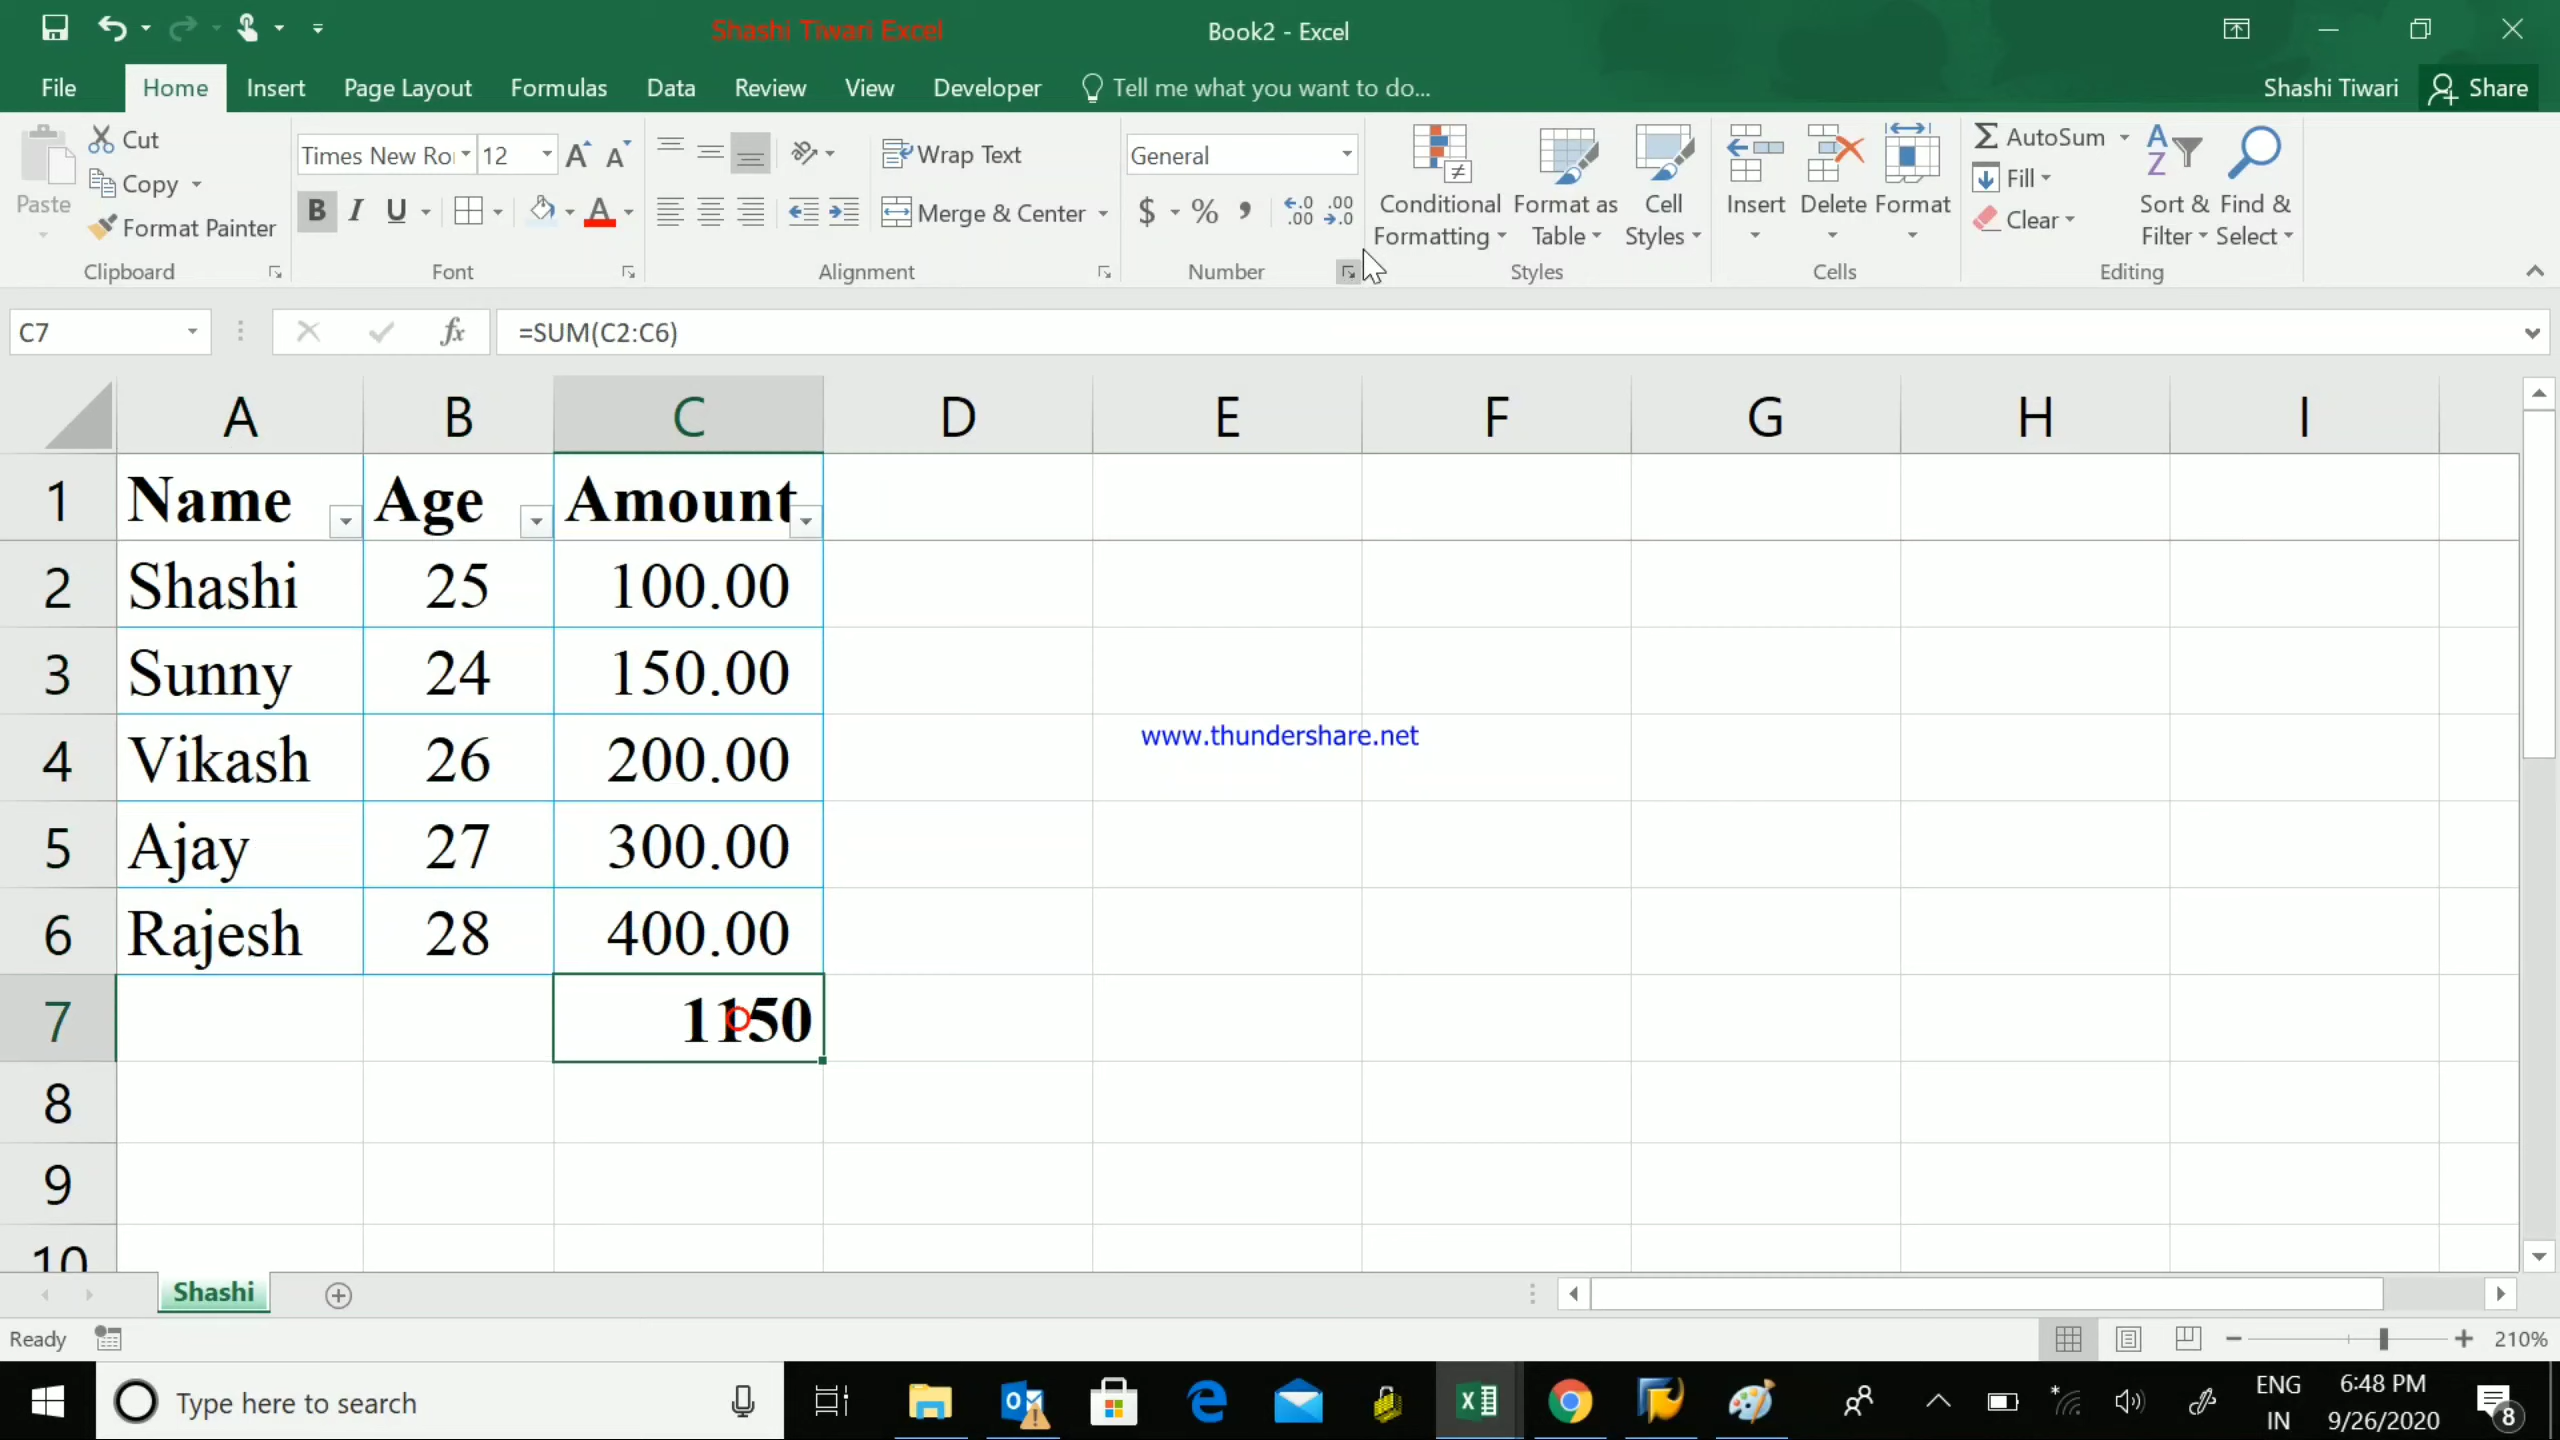 Shashi Tiwari Excel
Book2 - Excel
File Home Insert Page Layout Formulas Data Review View Developer Tell me what you want to do... Shashi Tiwari Share
Paste
Cut
Copy
Format Painter
Clipboard
Times New Ro
12
B I U A
Font
Wrap Text
Merge & Center
Alignment
General
$ % ,
Number
Conditional Formatting
Format as Table
Cell Styles
Styles
Insert
Delete
Format
Cells
AutoSum
Fill
Clear
Sort & Filter
Find & Select
Editing
C7 fx =SUM(C2:C6)
A B C D E F G H I
1 Name Age Amount
2 Shashi 25 100.00
3 Sunny 24 150.00
4 Vikash 26 200.00
www.thundershare.net
5 Ajay 27 300.00
6 Rajesh 28 400.00
7 1150
8
9
10
Shashi
Ready
210%
Type here to search
ENG
IN
6:48 PM
9/26/2020
8